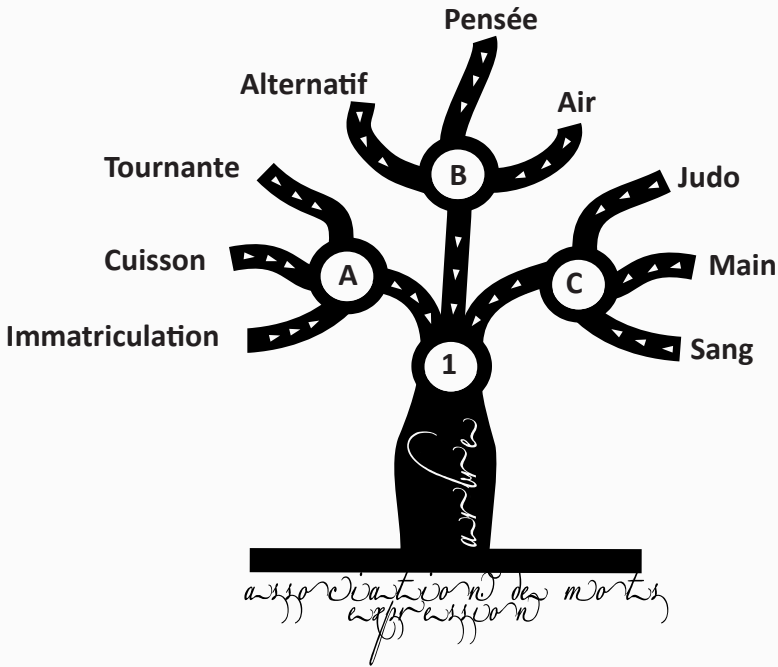 Pensée
Alternatif
Air
Tournante
B
Judo
Cuisson
A
C
Main
Immatriculation
1
Sang
arbre
association de mots
expression